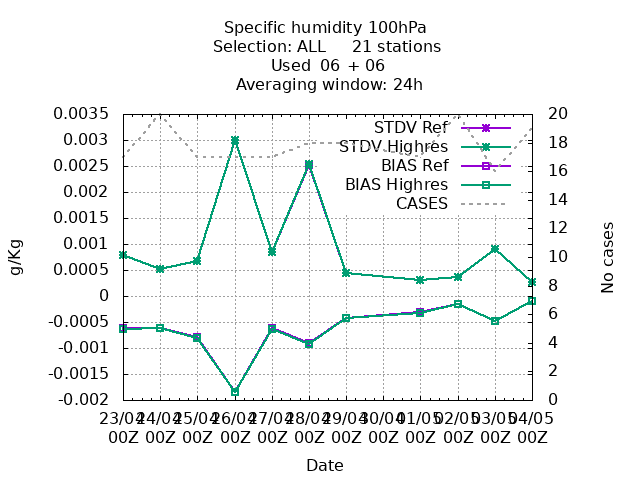 Specific humidity 100hPa
Selection: ALL 21 stations
Used 06 + 06
Averaging window: 24h
0.0035
0.003
0.0025
0.002
0.0015
0.001
0.0005
0
-0.0005
-0.001
-0.0015
-0.002
g/Kg
STDV Ref
STDV Highres
BIAS Ref
BIAS Highres
CASES
20
18
16
14
12
10
8
6
4
2
0
No cases
23/04 24/04 25/04 26/04 27/04 28/04 29/04 30/04 01/05 02/05 03/05 04/05
00Z 00Z 00Z 00Z 00Z 00Z 00Z 00Z 00Z 00Z 00Z 00Z
Date